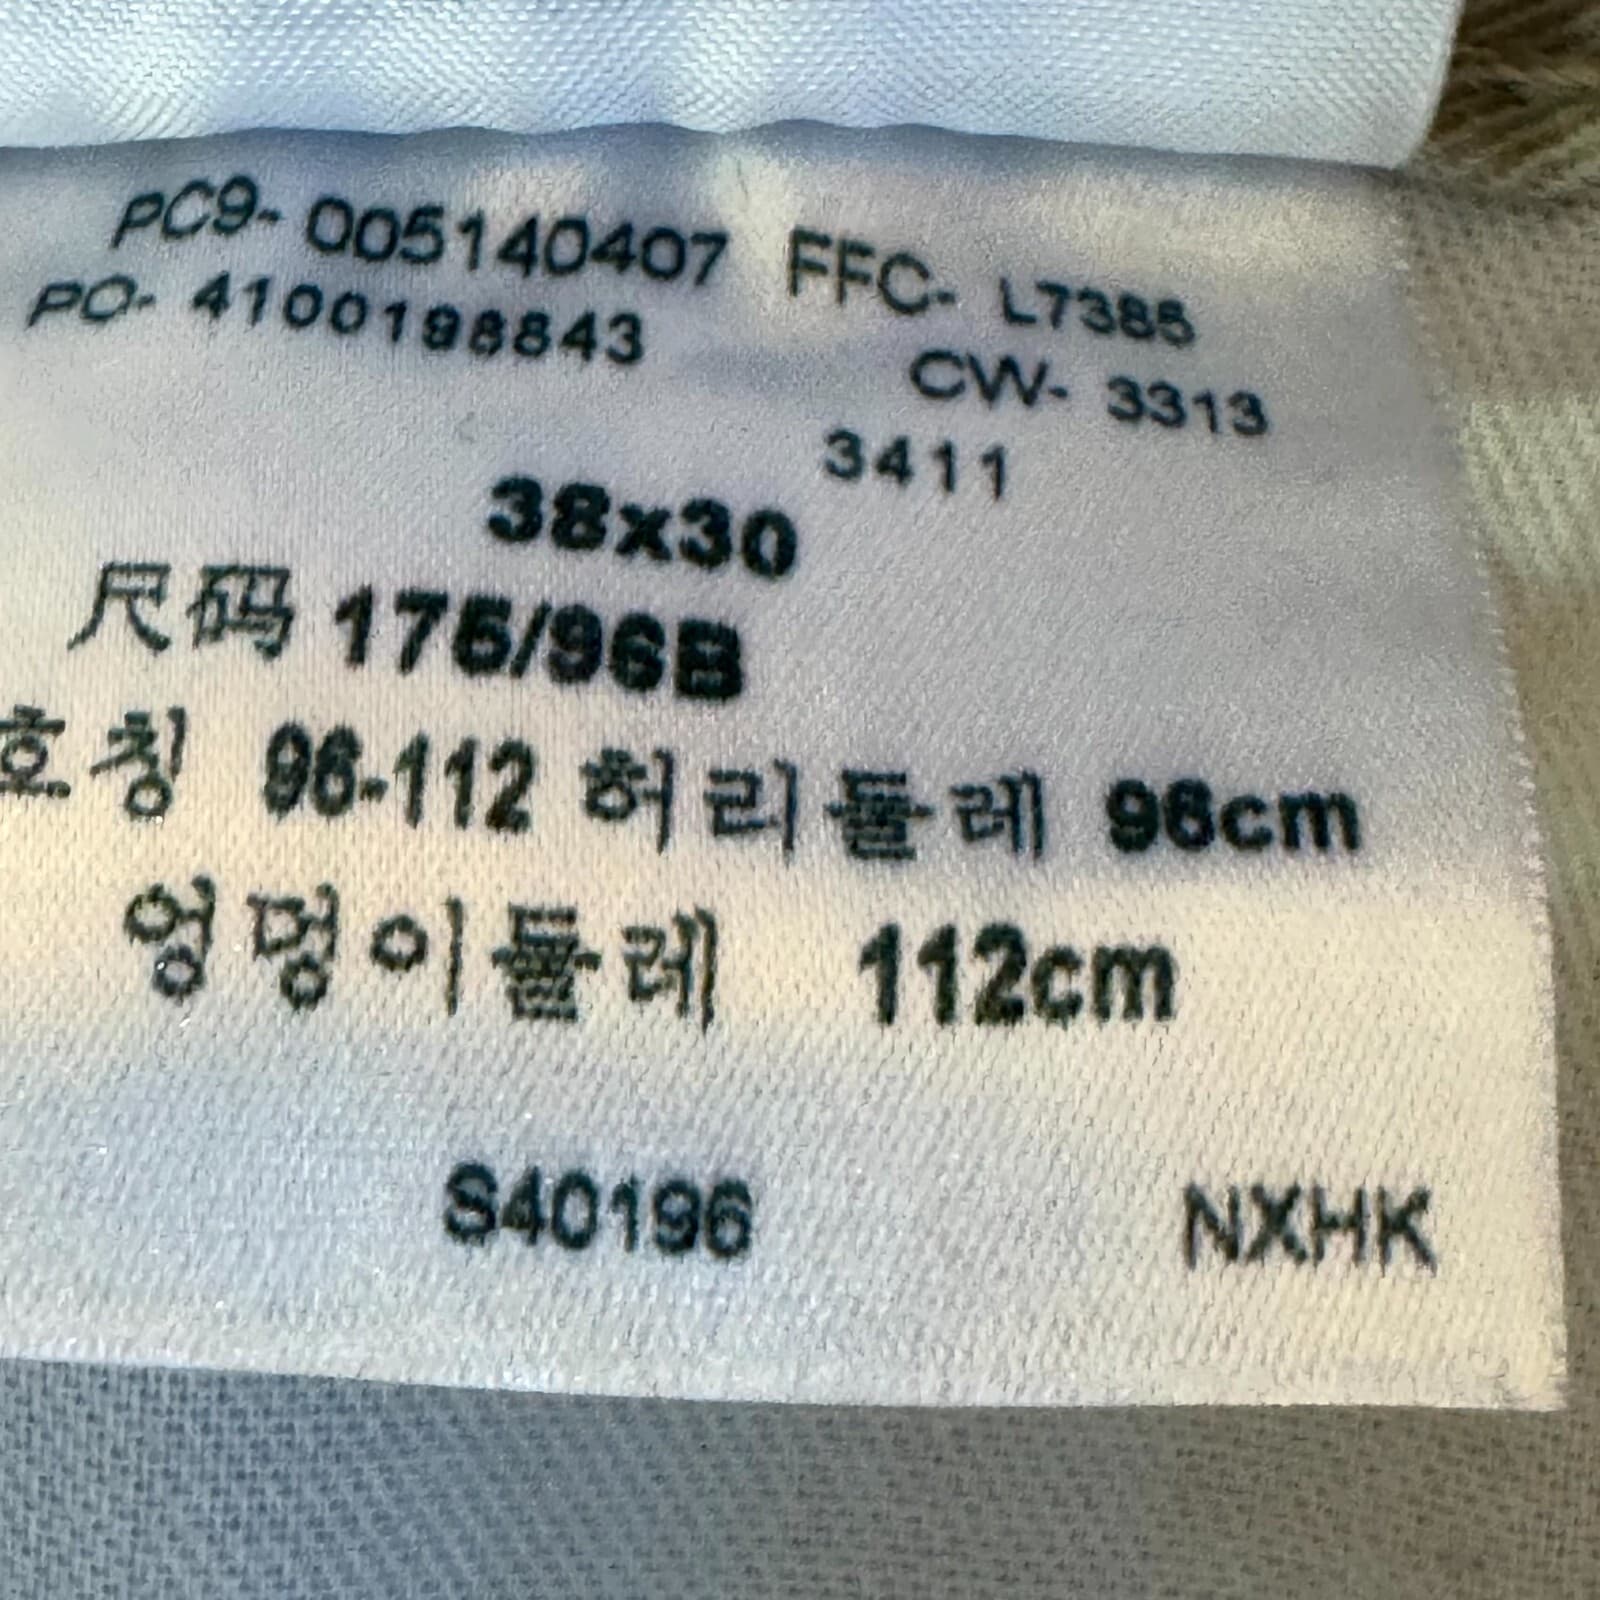 PC9- 005140407 FFC- L7385
PO- 4100198843 CW- 3313
3411
38x30
尺码 175/96B
호칭 96-112 허리둘레 96cm
엉덩이둘레 112cm
S40196 NXHK